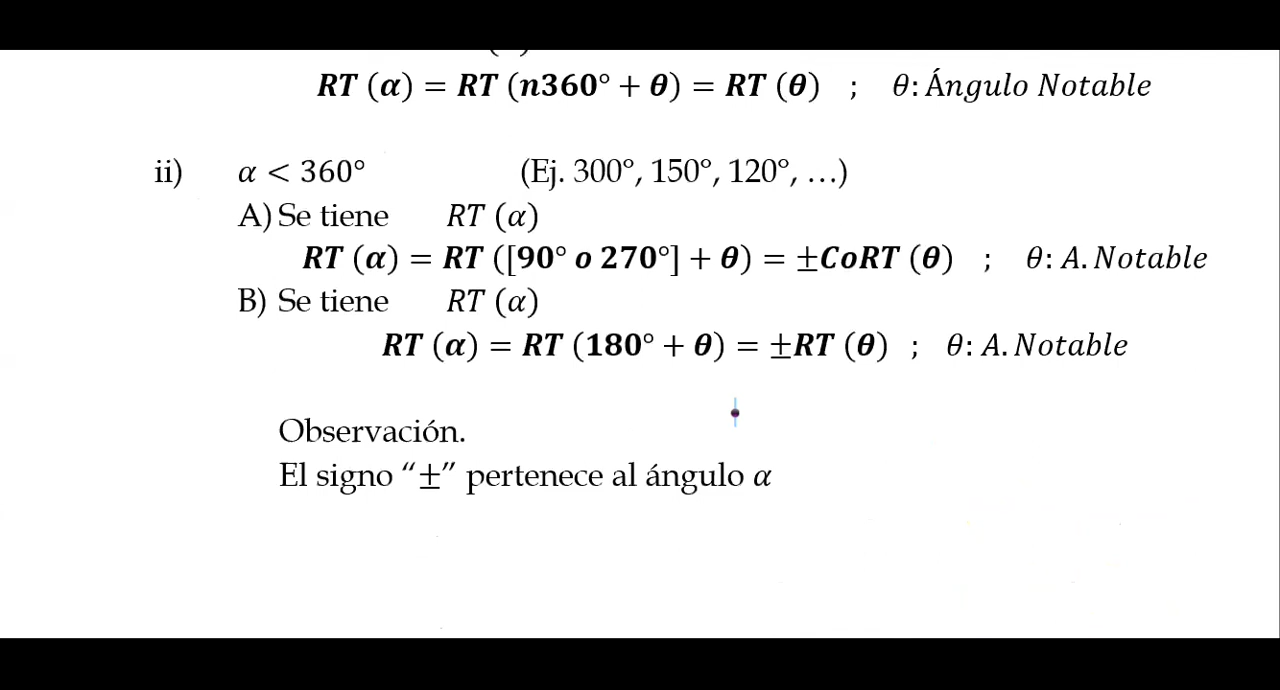 RT (α) = RT (n360° + θ) = RT (θ) ; θ: Ángulo Notable
ii) α < 360° (Ej. 300°, 150°, 120°, …)
A) Se tiene RT (α)
RT (α) = RT ([90° o 270°] + θ) = ±CoRT (θ) ; θ: A. Notable
B) Se tiene RT (α)
RT (α) = RT (180° + θ) = ±RT (θ) ; θ: A. Notable
Observación.
El signo “±” pertenece al ángulo α